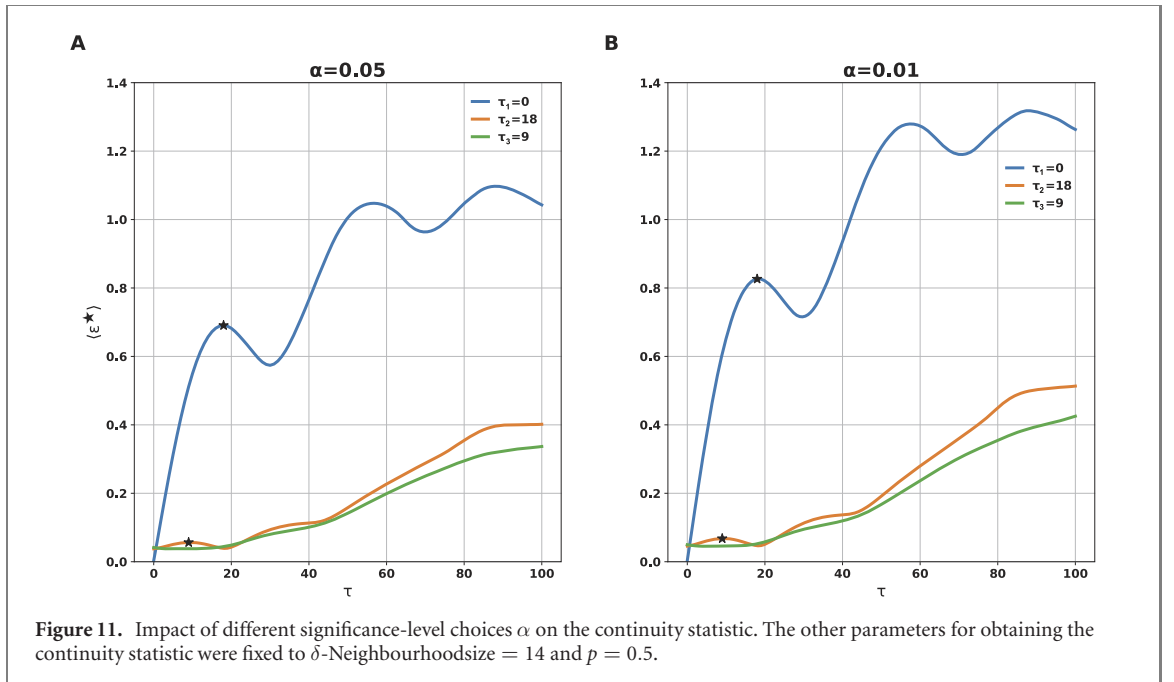 A
α=0.05
1.4
1.2
1.0
0.8
0.6
0.4
0.2
0.0
⟨ε★⟩
0 20 40 60 80 100
τ
τ₁=0
τ₂=18
τ₃=9
B
α=0.01
1.4
1.2
1.0
0.8
0.6
0.4
0.2
0.0
0 20 40 60 80 100
τ
τ₁=0
τ₂=18
τ₃=9
Figure 11. Impact of different significance-level choices α on the continuity statistic. The other parameters for obtaining the
continuity statistic were fixed to δ-Neighbourhoodsize = 14 and p = 0.5.